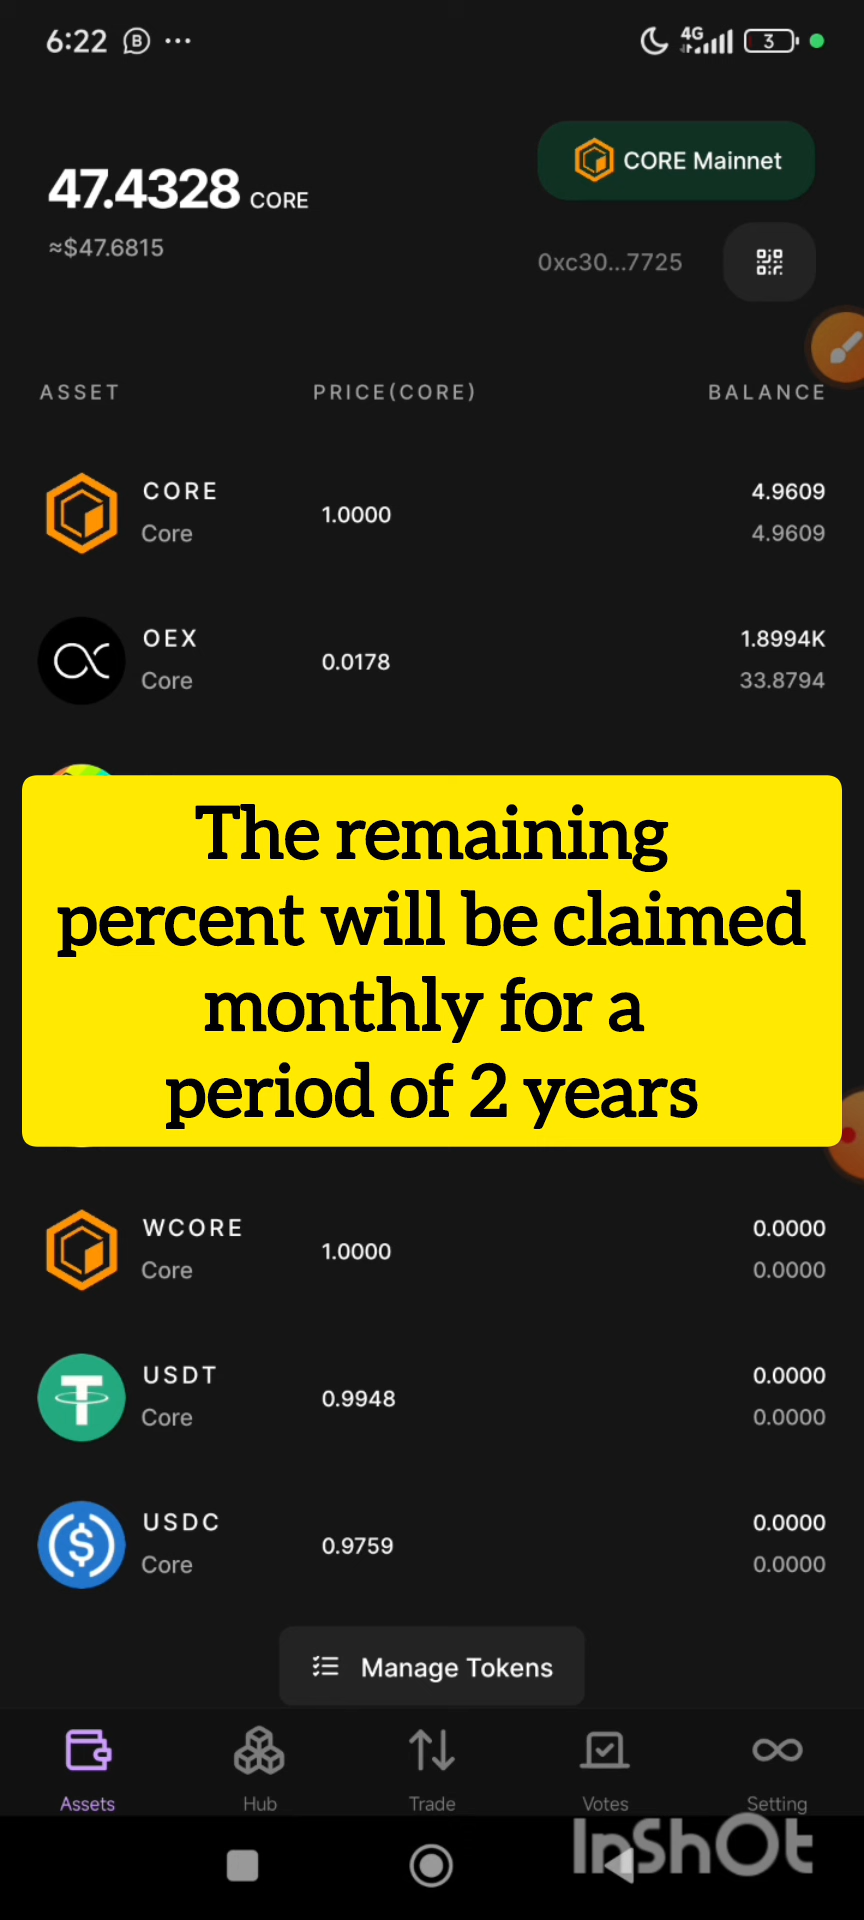 6:22
4G
3
47.4328 CORE
CORE Mainnet
≈$47.6815
0xc30...7725
ASSET PRICE(CORE) BALANCE
CORE 1.0000 4.9609
Core 4.9609
OEX 0.0178 1.8994K
Core 33.8794
The remaining
percent will be claimed
monthly for a
period of 2 years
WCORE 1.0000 0.0000
Core 0.0000
USDT 0.9948 0.0000
Core 0.0000
USDC 0.9759 0.0000
Core 0.0000
Manage Tokens
Assets Hub Trade Votes Setting
InShOt